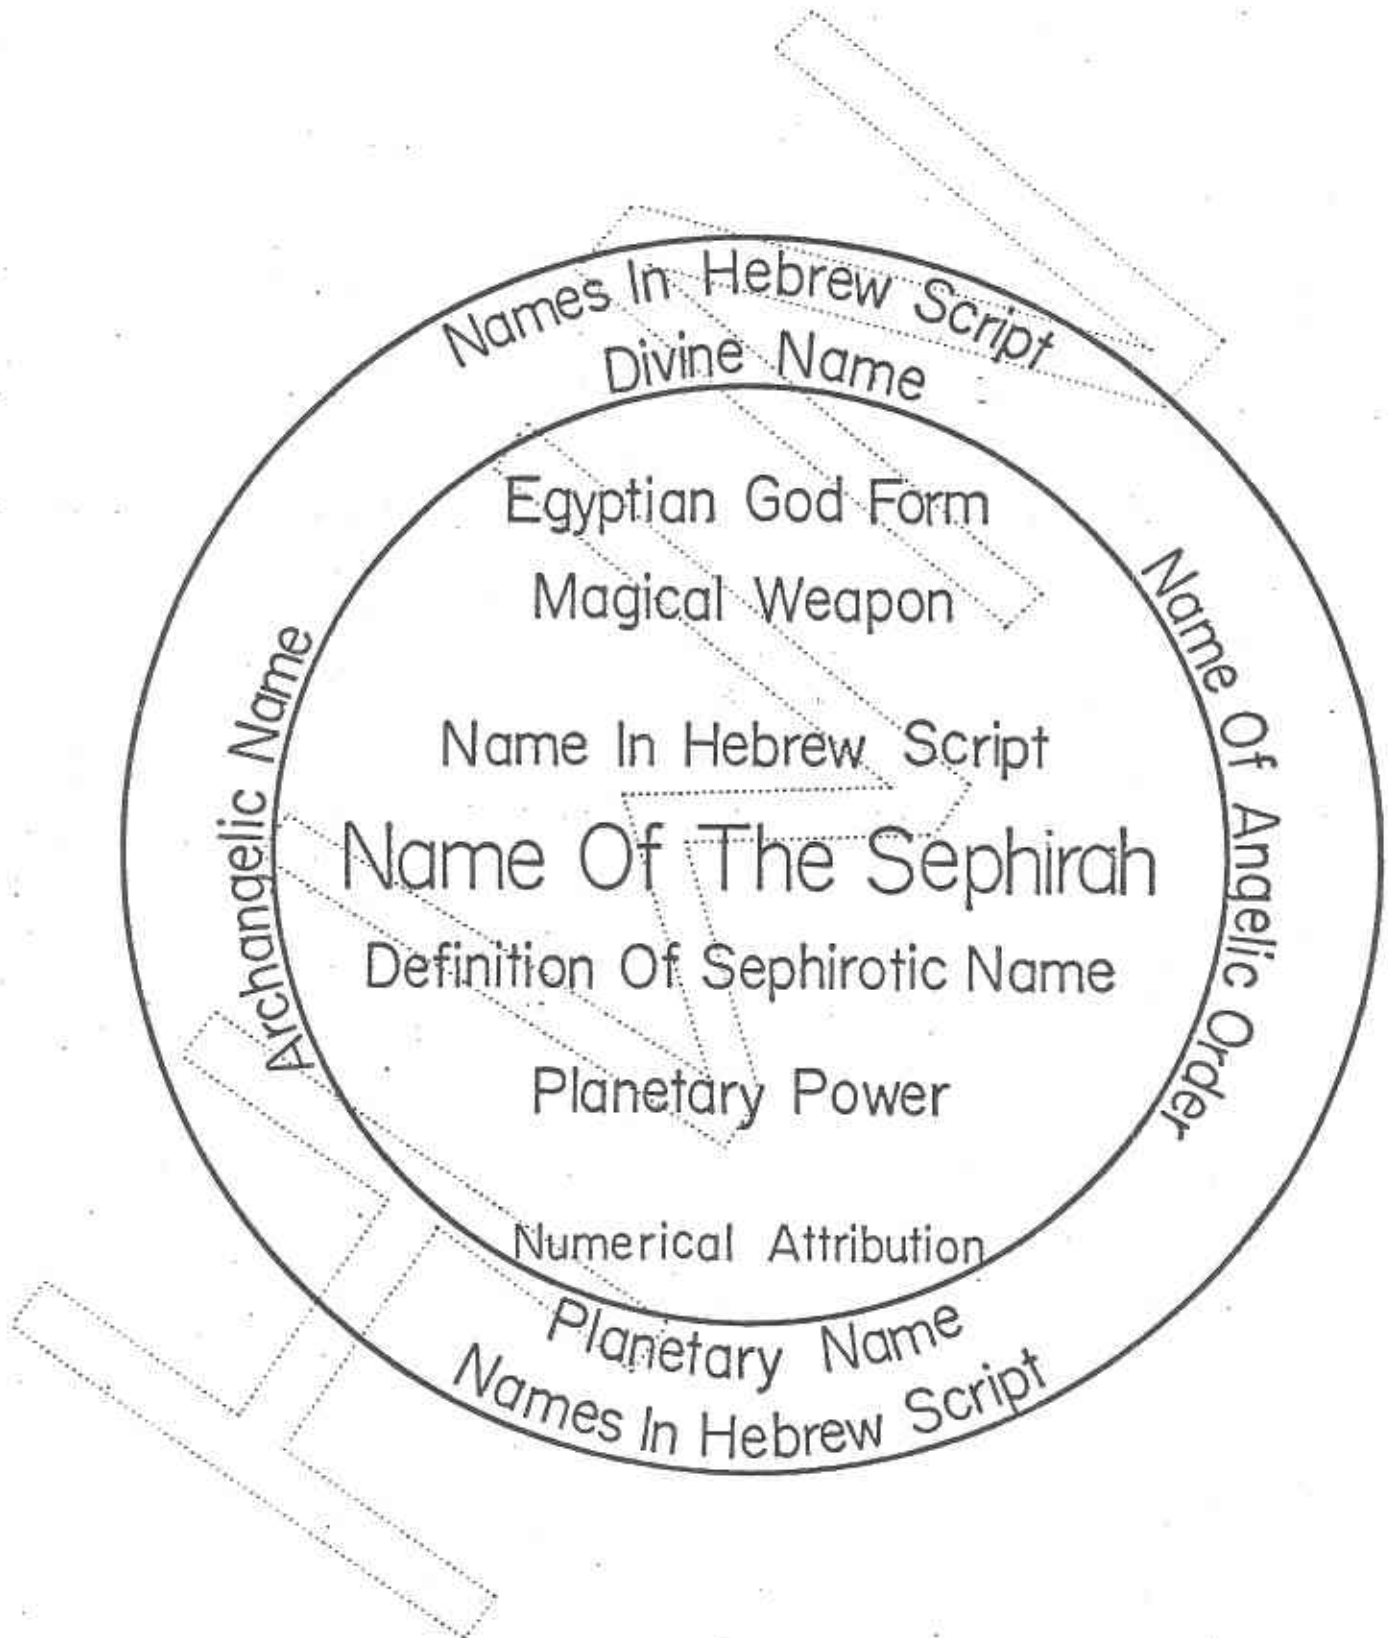 Names In Hebrew Script
Divine Name
Egyptian God Form
Magical Weapon
Name In Hebrew Script
Name Of The Sephirah
Definition Of Sephirotic Name
Planetary Power
Numerical Attribution
Planetary Name
Names In Hebrew Script
Archangelic Name
Name Of Angelic Order
KEY